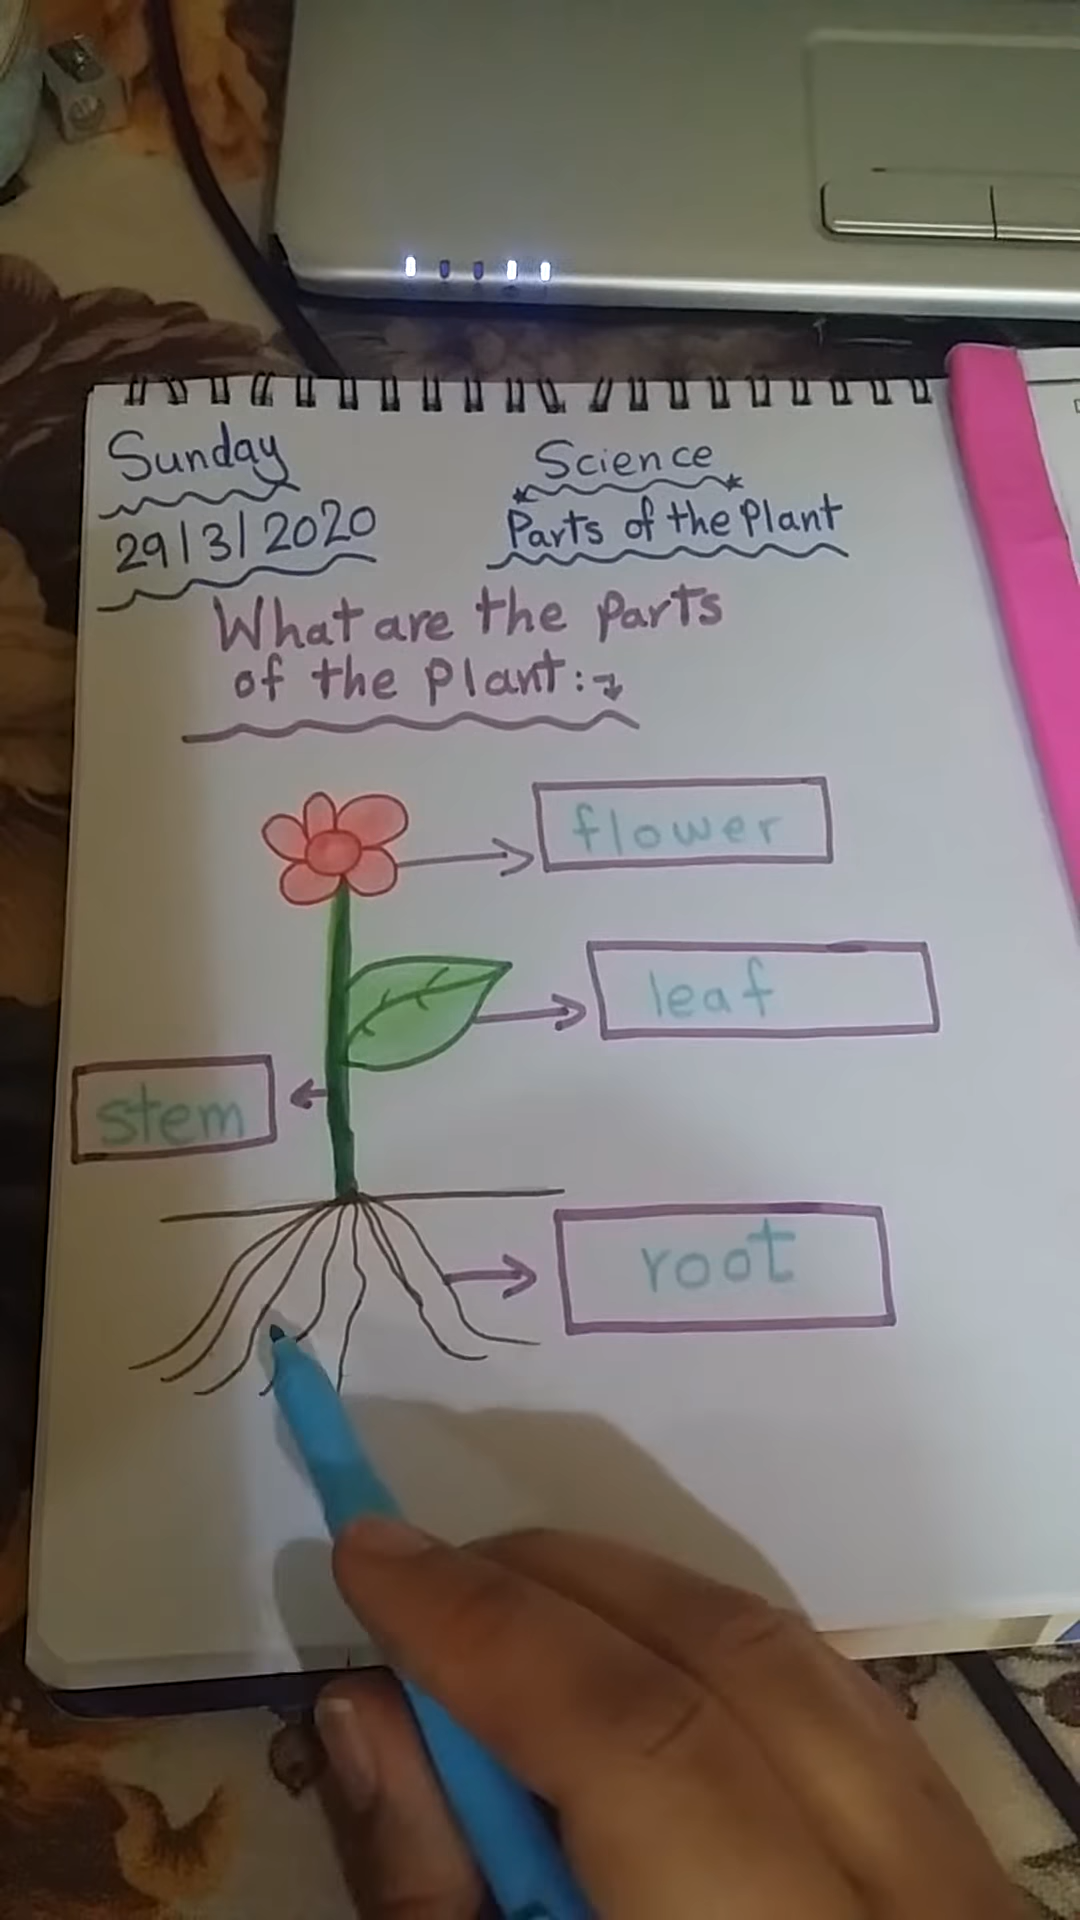 Sunday
29/3/2020
Science
Parts of the Plant
What are the parts
of the plant:
flower
leaf
stem
root